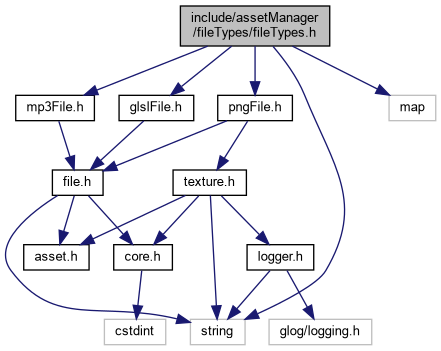 include/assetManager
/fileTypes/fileTypes.h
mp3File.h
glslFile.h
pngFile.h
map
file.h
texture.h
asset.h
core.h
logger.h
cstdint
string
glog/logging.h